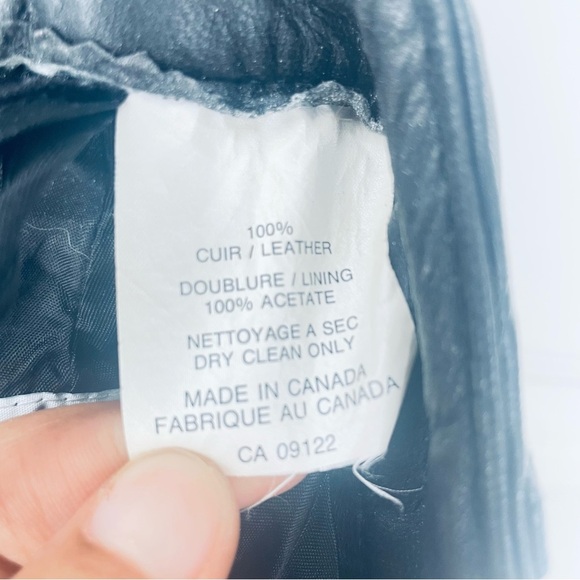 100%
CUIR / LEATHER
DOUBLURE / LINING
100% ACETATE
NETTOYAGE A SEC
DRY CLEAN ONLY
MADE IN CANADA
FABRIQUE AU CANADA
CA 09122